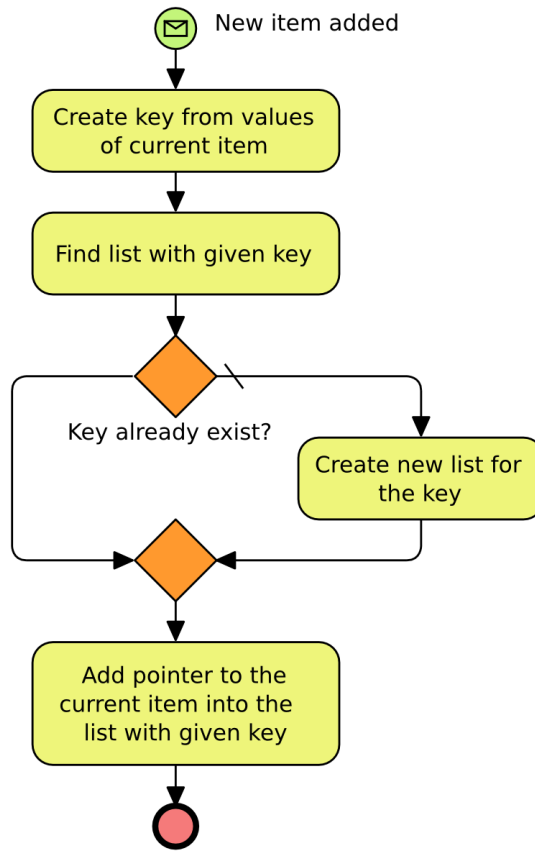 New item added
Create key from values
of current item
Find list with given key
Key already exist?
Create new list for
the key
Add pointer to the
current item into the
list with given key